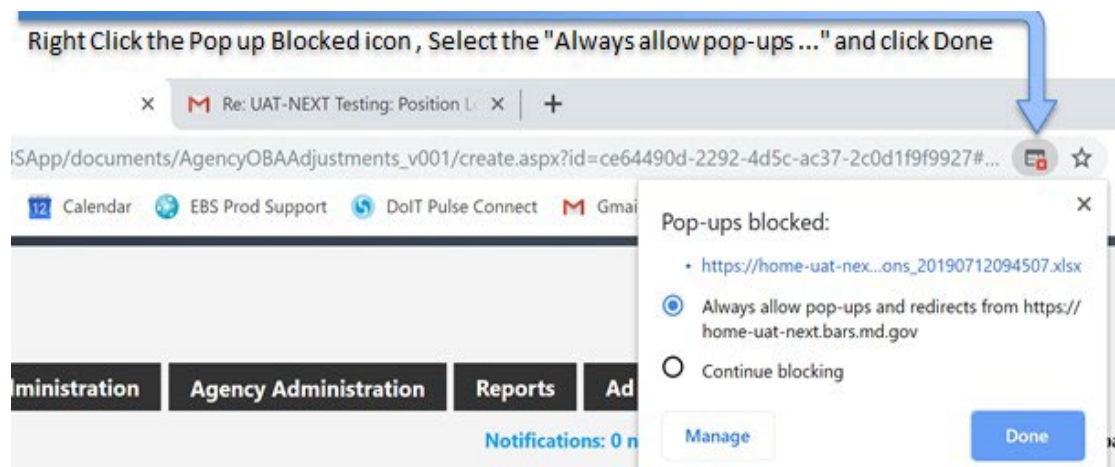 Right Click the Pop up Blocked icon , Select the "Always allow pop-ups ..." and click Done
Re: UAT-NEXT Testing: Position
SApp/documents/AgencyOBAAdjustments_v001/create.aspx?id=ce64490d-2292-4d5c-ac37-2c0d1f9f9927#...
12 Calendar EBS Prod Support DoIT Pulse Connect Gmai
Pop-ups blocked:
• https://home-uat-nex...ons_20190712094507.xlsx
Always allow pop-ups and redirects from https://
home-uat-next.bars.md.gov
Continue blocking
ministration Agency Administration Reports Ad
Manage Done
Notifications: 0 n